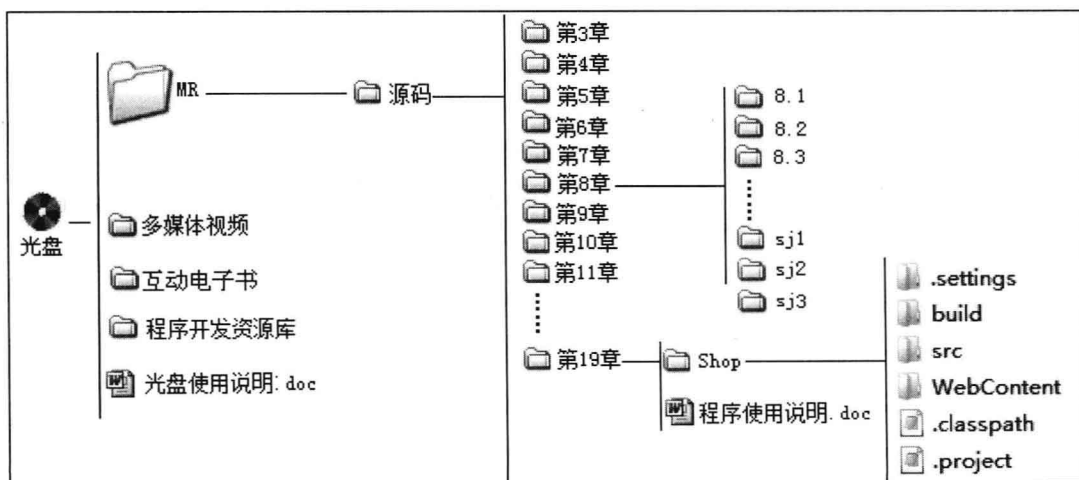 光盘
MR
多媒体视频
互动电子书
程序开发资源库
光盘使用说明.doc
源码
第3章
第4章
第5章
第6章
第7章
第8章
第9章
第10章
第11章
第19章
8.1
8.2
8.3
sj1
sj2
sj3
Shop
程序使用说明.doc
.settings
build
src
WebContent
.classpath
.project